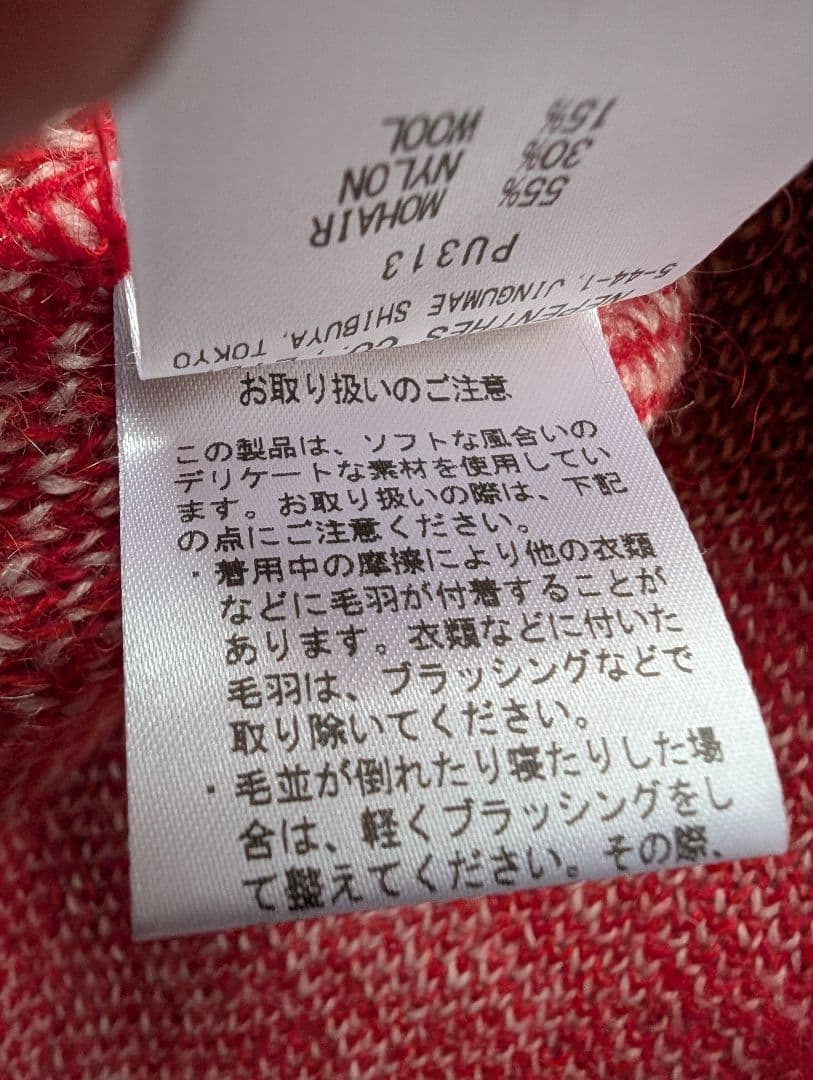 NEPENTHES CO.,
5-44-1, JINGUMAE SHIBUYA, TOKYO
PU313
MOHAIR 55%
NYLON 30%
WOOL 15%
お取り扱いのご注意
この製品は、ソフトな風合いの
デリケートな素材を使用してい
ます。お取り扱いの際は、下記
の点にご注意ください。
・着用中の摩擦により他の衣類
などに毛羽が付着することが
あります。衣類などに付いた
毛羽は、ブラッシングなどで
取り除いてください。
・毛並が倒れたり寝たりした場
合は、軽くブラッシングをし
て整えてください。その際、